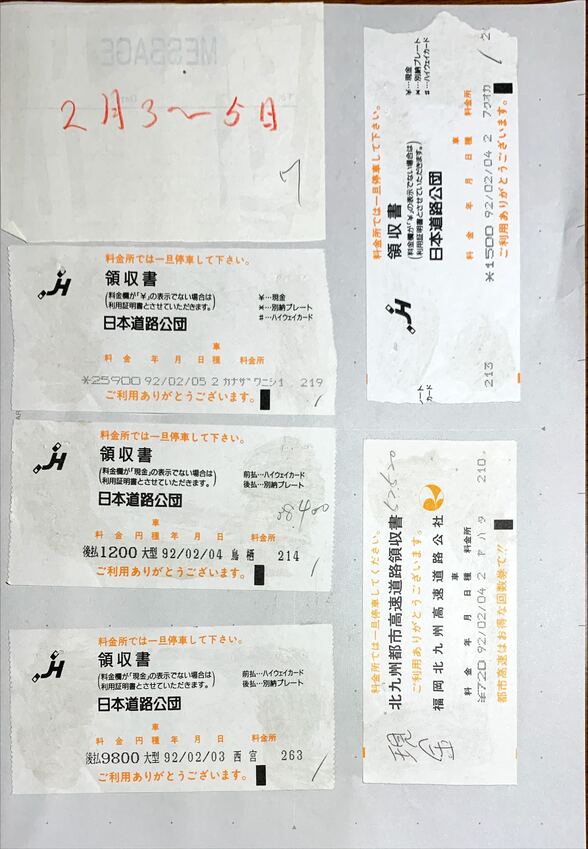 MESSAGE
2月3〜5日
7
料金所では一旦停車して下さい。
JH
領収書
(料金欄が「¥」の表示でない場合は
利用証明書とさせていただきます。)
¥…現金
*…別納プレート
#…ハイウェイカード
日本道路公団
車
料金 年 月 日 種 料金所
*25900 92/02/05 2 カナザワニシ1 219
ご利用ありがとうございます。
料金所では一旦停車して下さい。
JH
領収書
(料金欄が「現金」の表示でない場合は
利用証明書とさせていただきます。)
前払…ハイウェイカード
後払…別納プレート
日本道路公団
38,400
車
料金 円 種 年 月 日 料金所
後払1200 大型 92/02/04 鳥栖 214
ご利用ありがとうございます。
料金所では一旦停車して下さい。
JH
領収書
(料金欄が「現金」の表示でない場合は
利用証明書とさせていただきます。)
前払…ハイウェイカード
後払…別納プレート
日本道路公団
車
料金 円 種 年 月 日 料金所
後払9800 大型 92/02/03 西宮 263
ご利用ありがとうございます。
料金所では一旦停車して下さい。
JH
領収書
(料金欄が「¥」の表示でない場合は
利用証明書とさせていただきます。)
¥…現金
*…別納プレート
#…ハイウェイカード
日本道路公団
車
料金 年 月 日 種 料金所
*1500 92/02/04 2 フクオカ
213
ご利用ありがとうございます。
ート
カード
料金所では一旦停車してください。
北九州都市高速道路領収書
ご利用ありがとうございます。
福岡北九州高速道路公社
車
料金 年 月 日 種 料金所
¥720 92/02/04 2 ヤハタ 210
都市高速はお得な回数券で!!
現金